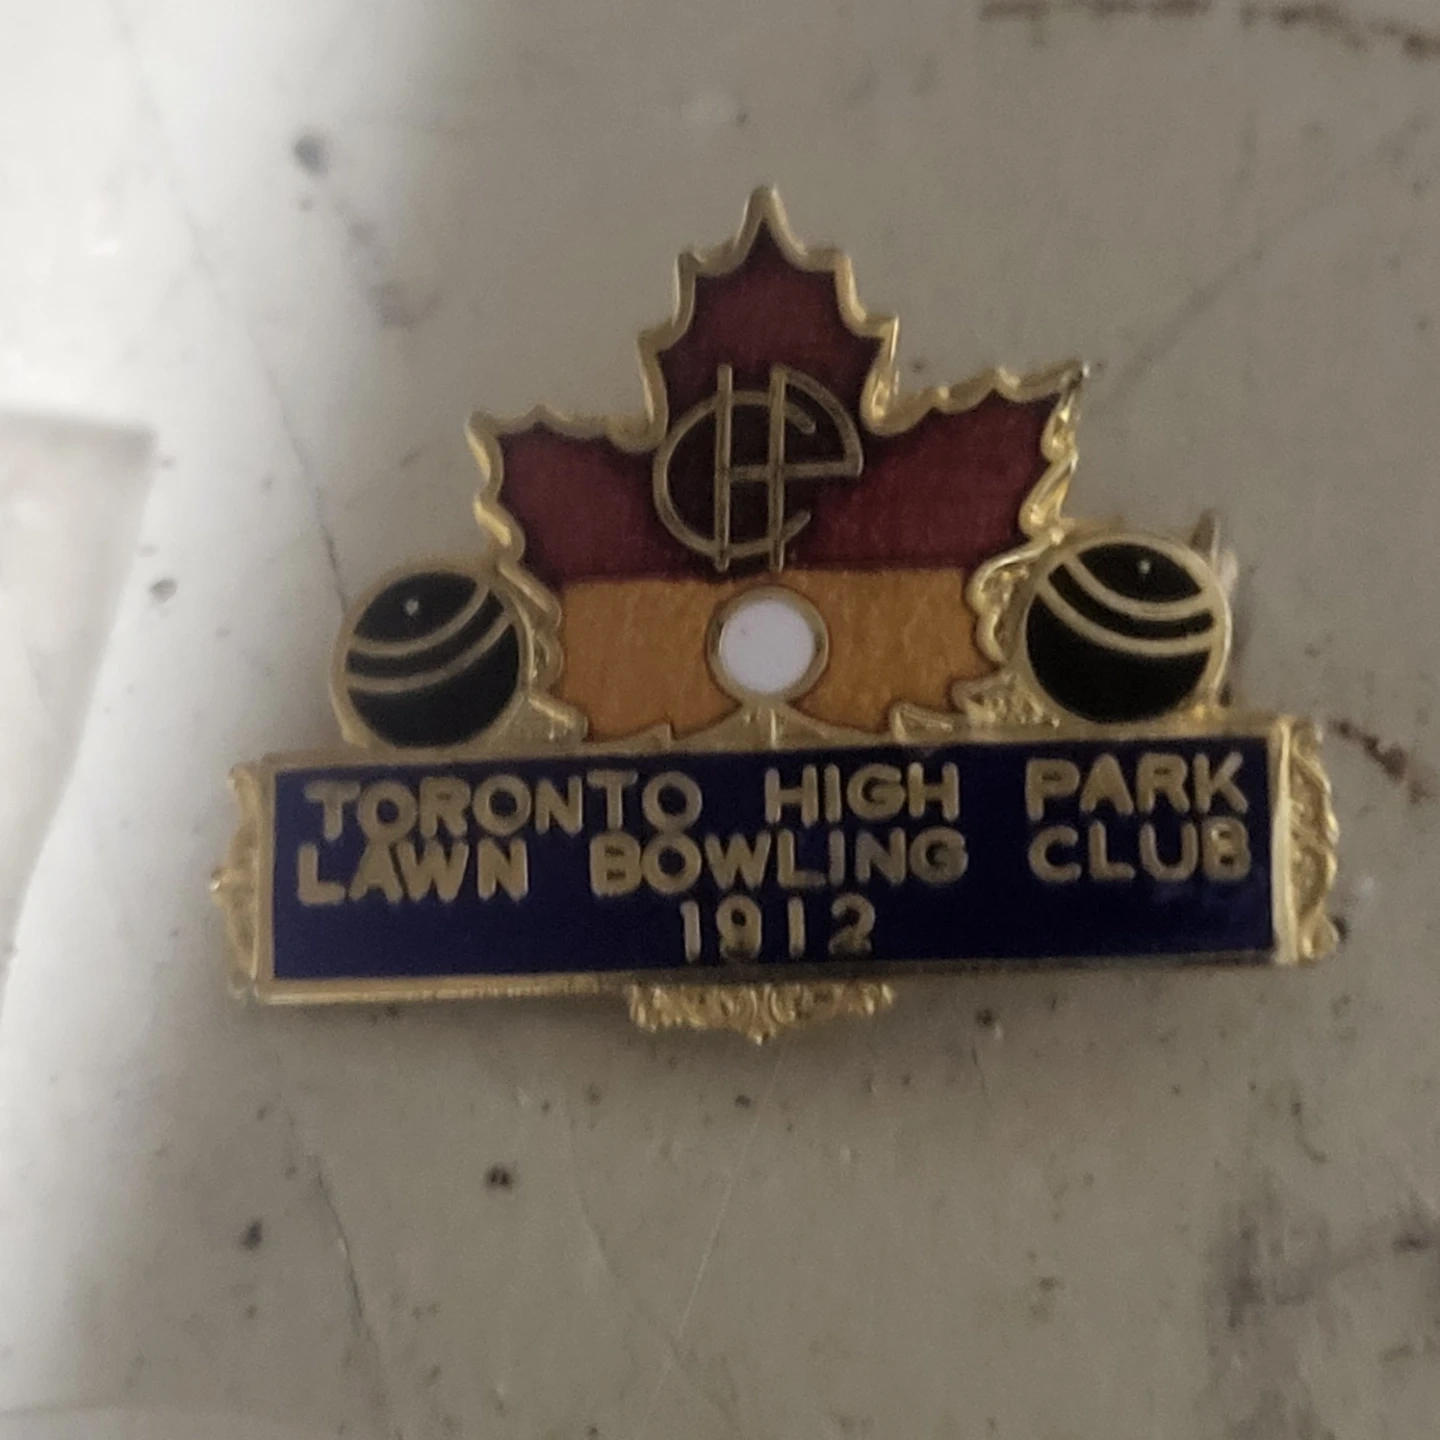 TORONTO HIGH PARK
LAWN BOWLING CLUB
1912